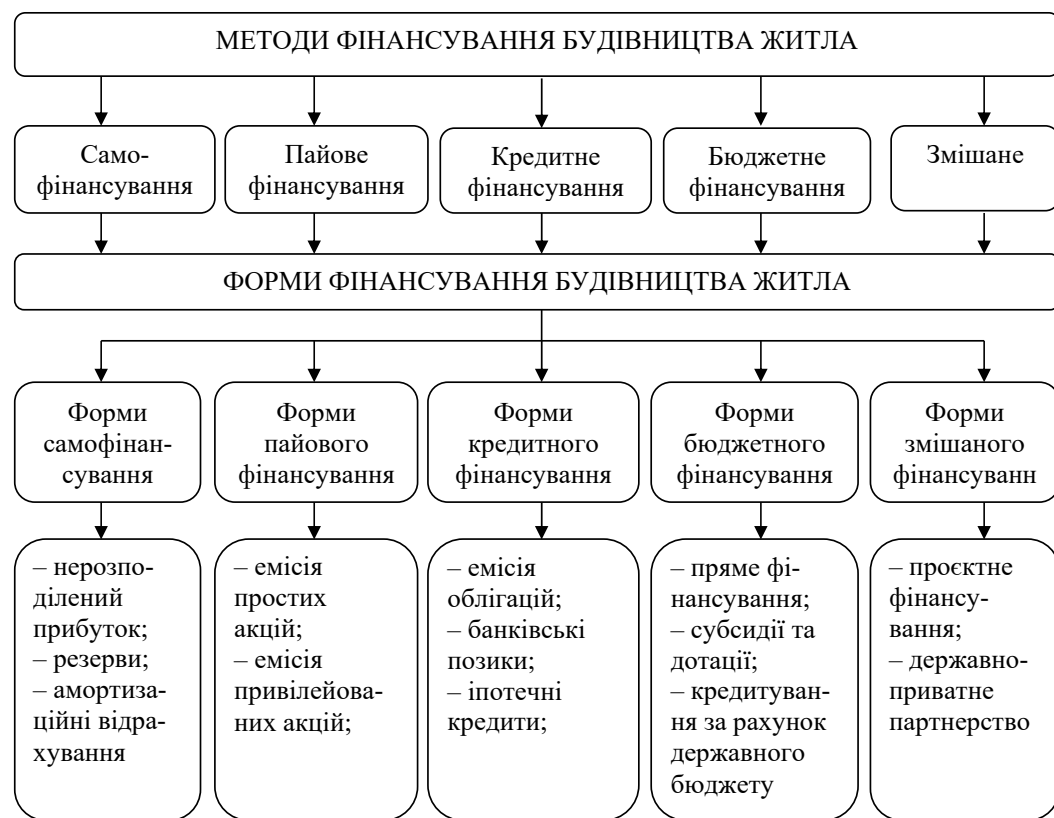 МЕТОДИ ФІНАНСУВАННЯ БУДІВНИЦТВА ЖИТЛА
Само-
фінансування
Пайове
фінансування
Кредитне
фінансування
Бюджетне
фінансування
Змішане
ФОРМИ ФІНАНСУВАННЯ БУДІВНИЦТВА ЖИТЛА
Форми
самофінан-
сування
Форми
пайового
фінансування
Форми
кредитного
фінансування
Форми
бюджетного
фінансування
Форми
змішаного
фінансуванн
– нерозпо-
ділений
прибуток;
– резерви;
– амортиза-
ційні відра-
хування
– емісія
простих
акцій;
– емісія
привілейова-
них акцій;
– емісія
облігацій;
– банківські
позики;
– іпотечні
кредити;
– пряме фі-
нансування;
– субсидії та
дотації;
– кредитуван-
ня за рахунок
державного
бюджету
– проєктне
фінансу-
вання;
– державно-
приватне
партнерство